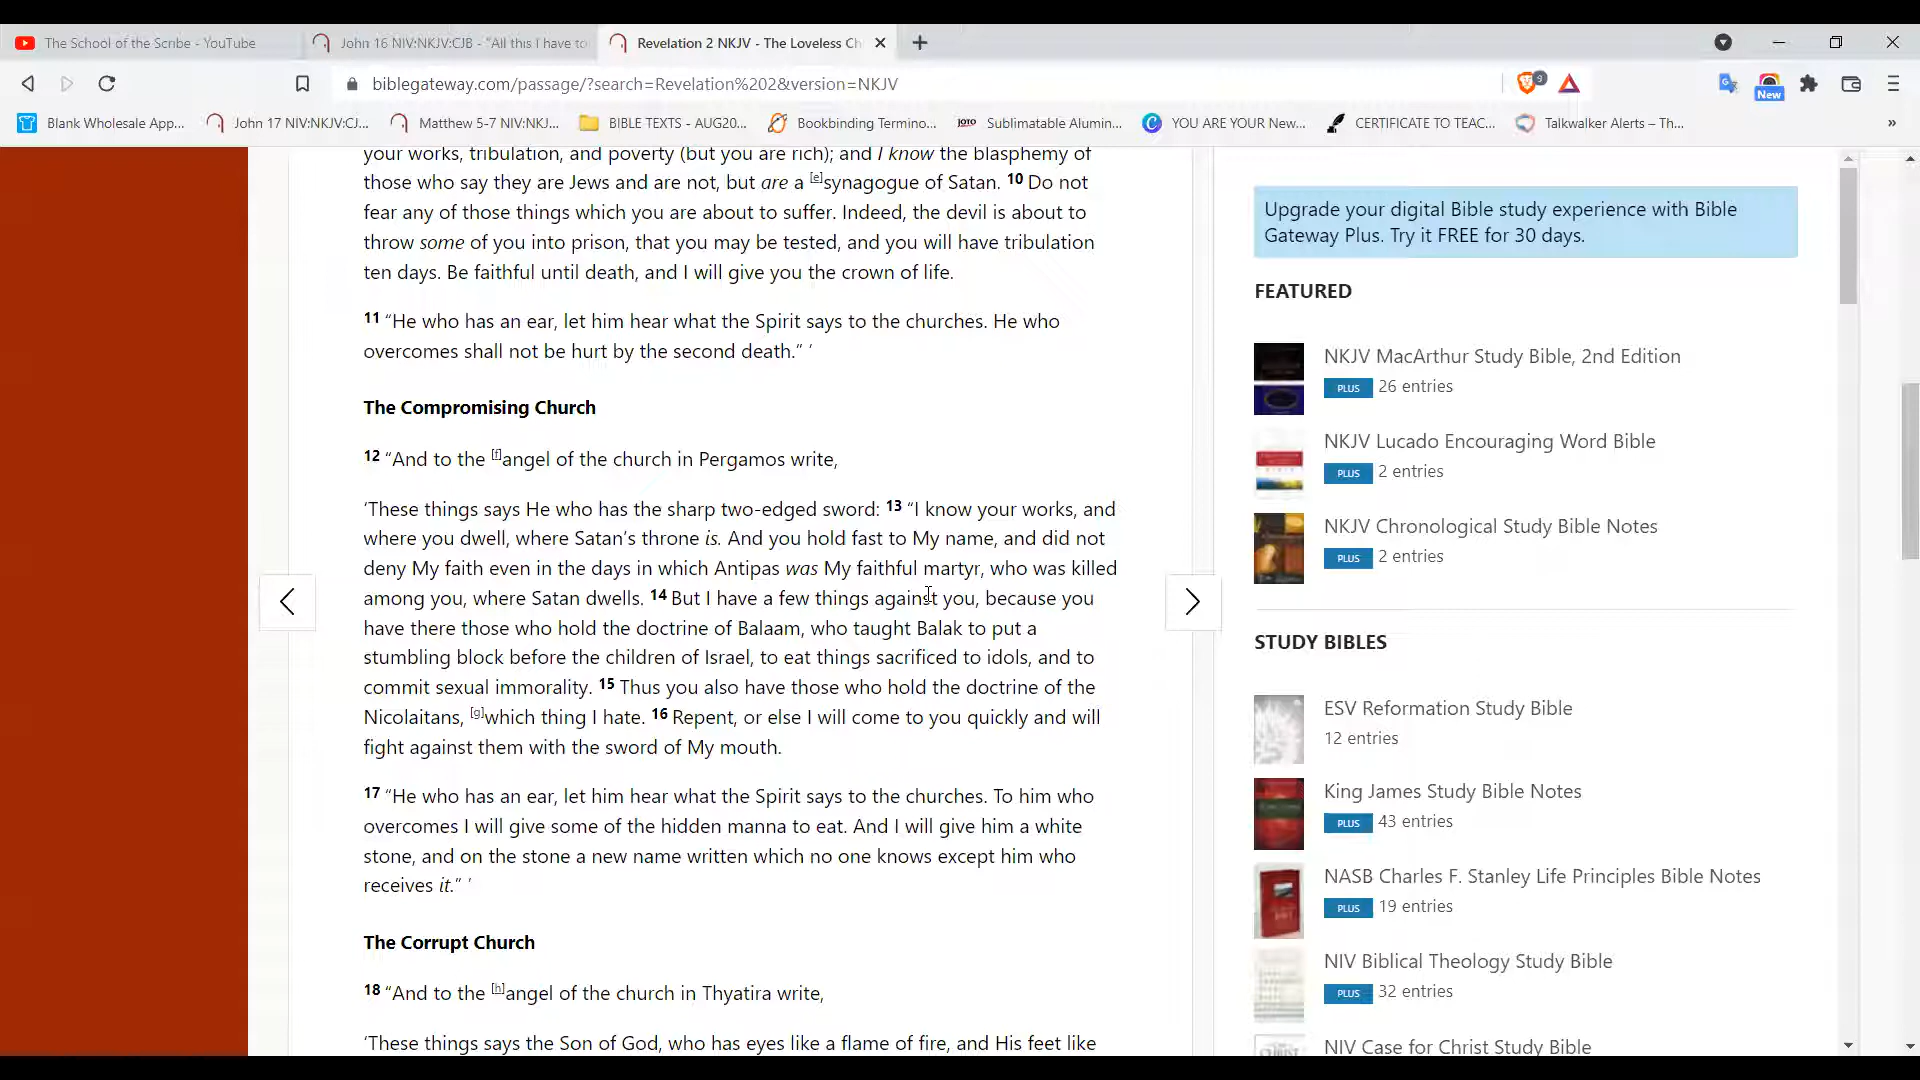 The School of the Scribe - YouTube
John 16 NIV;NKJV;CJB - "All this I have to
Revelation 2 NKJV - The Loveless Ch
biblegateway.com/passage/?search=Revelation%202&version=NKJV
9
New
Blank Wholesale App...
John 17 NIV;NKJV;CJ...
Matthew 5-7 NIV;NKJ...
BIBLE TEXTS - AUG20...
Bookbinding Termino...
JOTO Sublimatable Alumin...
YOU ARE YOUR New...
CERTIFICATE TO TEAC...
Talkwalker Alerts – Th...
»
your works, tribulation, and poverty (but you are rich); and I know the blasphemy of
those who say they are Jews and are not, but are a [e]synagogue of Satan. 10 Do not
fear any of those things which you are about to suffer. Indeed, the devil is about to
throw some of you into prison, that you may be tested, and you will have tribulation
ten days. Be faithful until death, and I will give you the crown of life.
11 “He who has an ear, let him hear what the Spirit says to the churches. He who
overcomes shall not be hurt by the second death.” ’
The Compromising Church
12 “And to the [f]angel of the church in Pergamos write,
‘These things says He who has the sharp two-edged sword: 13 “I know your works, and
where you dwell, where Satan’s throne is. And you hold fast to My name, and did not
deny My faith even in the days in which Antipas was My faithful martyr, who was killed
among you, where Satan dwells. 14 But I have a few things against you, because you
have there those who hold the doctrine of Balaam, who taught Balak to put a
stumbling block before the children of Israel, to eat things sacrificed to idols, and to
commit sexual immorality. 15 Thus you also have those who hold the doctrine of the
Nicolaitans, [g]which thing I hate. 16 Repent, or else I will come to you quickly and will
fight against them with the sword of My mouth.
17 “He who has an ear, let him hear what the Spirit says to the churches. To him who
overcomes I will give some of the hidden manna to eat. And I will give him a white
stone, and on the stone a new name written which no one knows except him who
receives it.” ’
The Corrupt Church
18 “And to the [h]angel of the church in Thyatira write,
‘These things says the Son of God, who has eyes like a flame of fire, and His feet like
Upgrade your digital Bible study experience with Bible
Gateway Plus. Try it FREE for 30 days.
FEATURED
NKJV MacArthur Study Bible, 2nd Edition
PLUS 26 entries
NKJV Lucado Encouraging Word Bible
PLUS 2 entries
NKJV Chronological Study Bible Notes
PLUS 2 entries
STUDY BIBLES
ESV Reformation Study Bible
12 entries
King James Study Bible Notes
PLUS 43 entries
NASB Charles F. Stanley Life Principles Bible Notes
PLUS 19 entries
NIV Biblical Theology Study Bible
PLUS 32 entries
NIV Case for Christ Study Bible